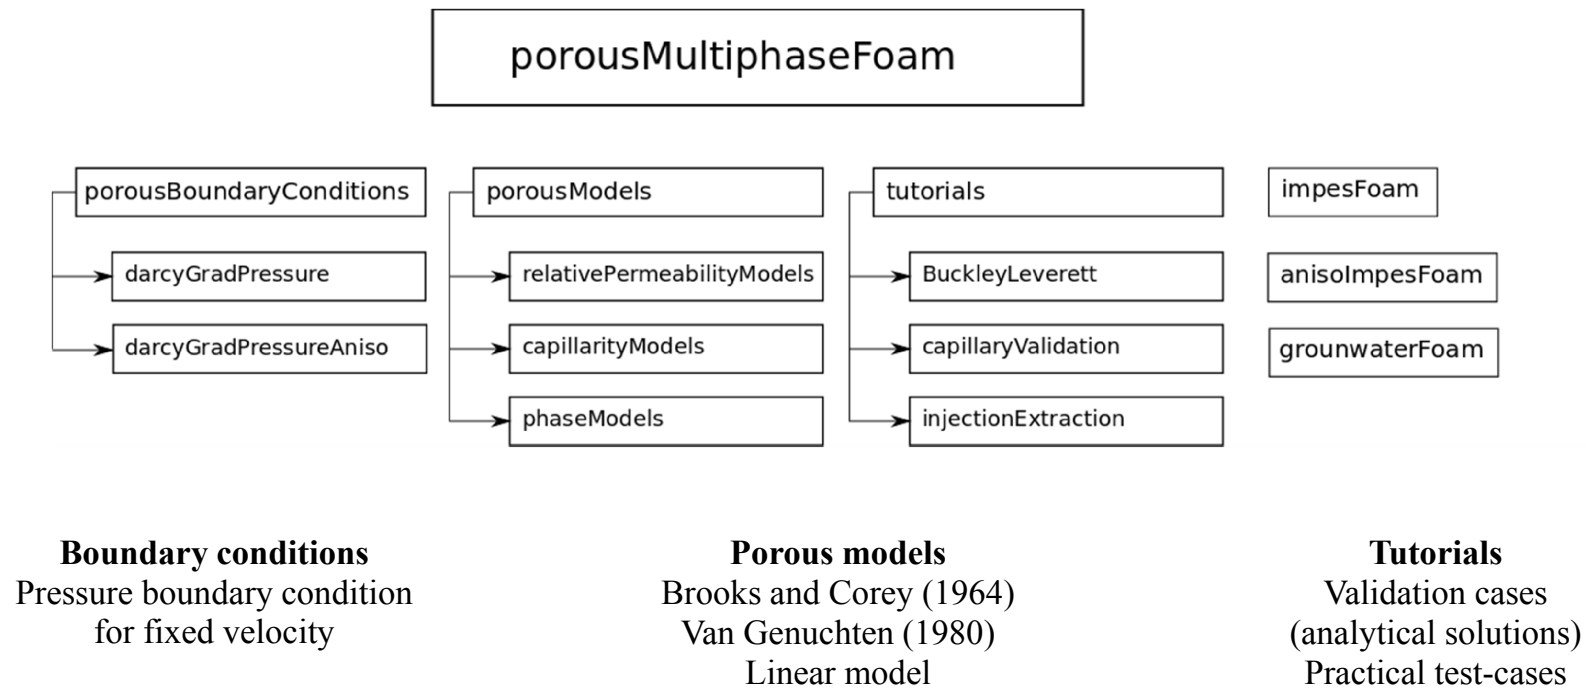 porousMultiphaseFoam
porousBoundaryConditions
darcyGradPressure
darcyGradPressureAniso
porousModels
relativePermeabilityModels
capillarityModels
phaseModels
tutorials
BuckleyLeverett
capillaryValidation
injectionExtraction
impesFoam
anisoImpesFoam
grounwaterFoam
Boundary conditions
Pressure boundary condition
for fixed velocity
Porous models
Brooks and Corey (1964)
Van Genuchten (1980)
Linear model
Tutorials
Validation cases
(analytical solutions)
Practical test-cases